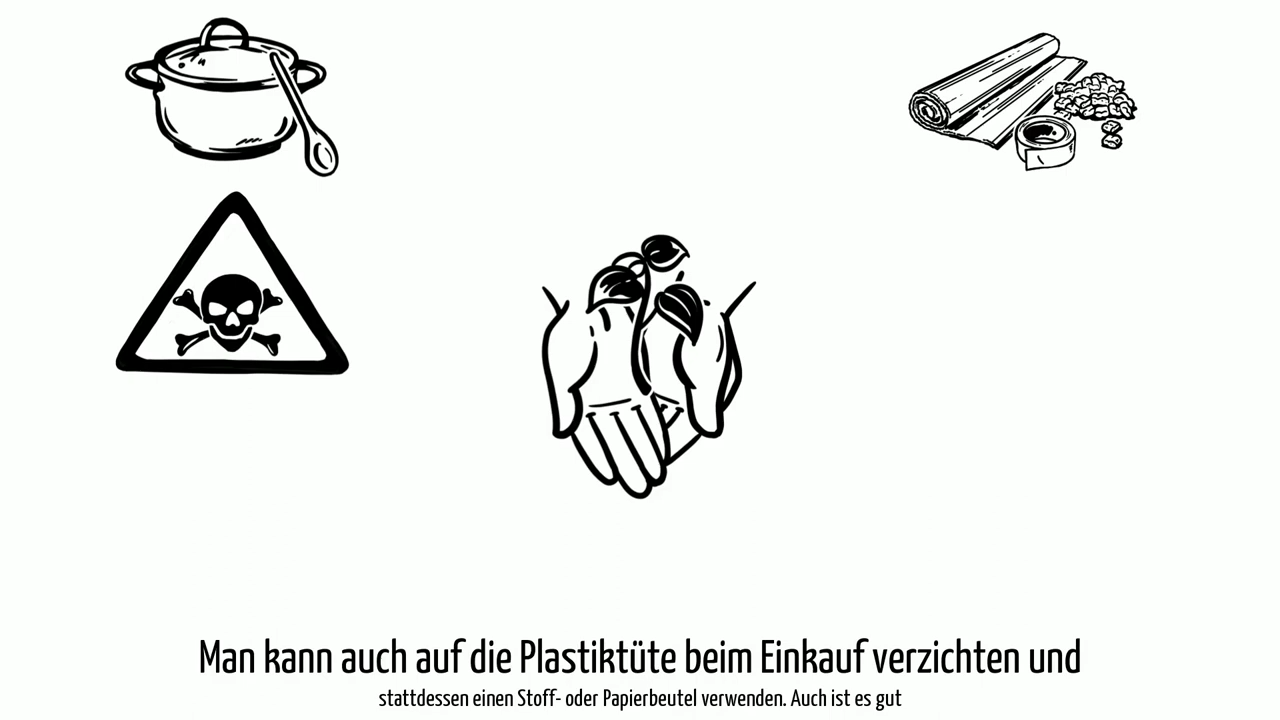 Man kann auch auf die Plastiktüte beim Einkauf verzichten und
stattdessen einen Stoff- oder Papierbeutel verwenden. Auch ist es gut